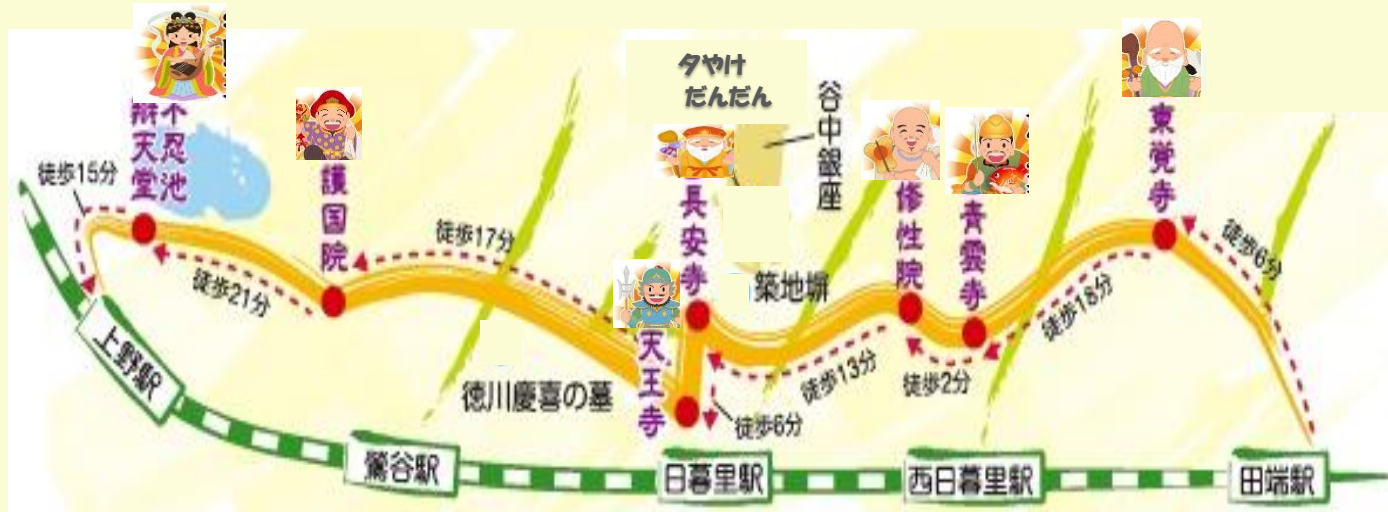 不忍池
辨天堂
護国院
夕やけ
だんだん
谷中銀座
長安寺
修性院
青雲寺
東覚寺
天王寺
築地塀
徳川慶喜の墓
徒歩15分
徒歩21分
徒歩17分
徒歩6分
徒歩13分
徒歩2分
徒歩18分
徒歩6分
上野駅
鶯谷駅
日暮里駅
西日暮里駅
田端駅